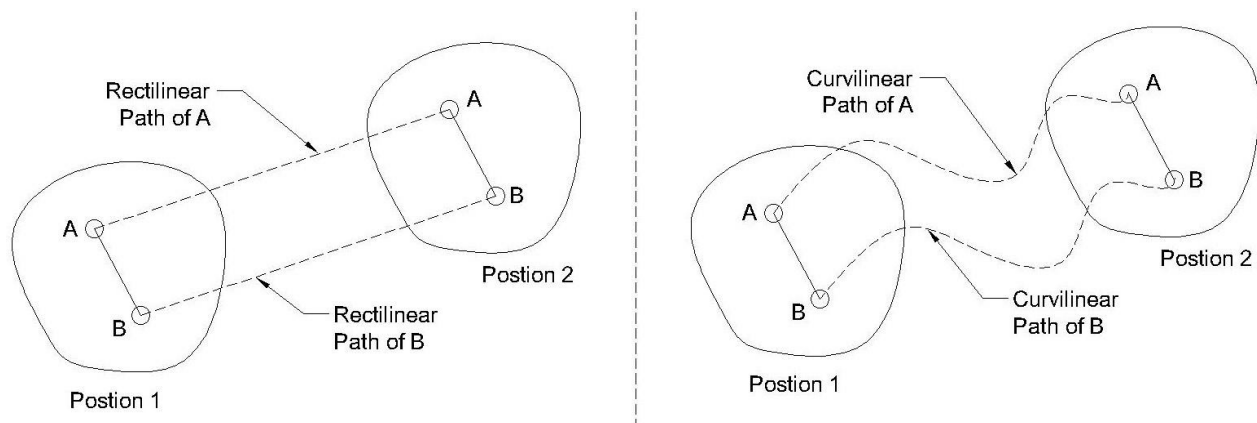 Rectilinear
Path of A
A
B
A
B
Postion 2
Rectilinear
Path of B
Postion 1
Curvilinear
Path of A
A
B
A
B
Postion 2
Curvilinear
Path of B
Postion 1